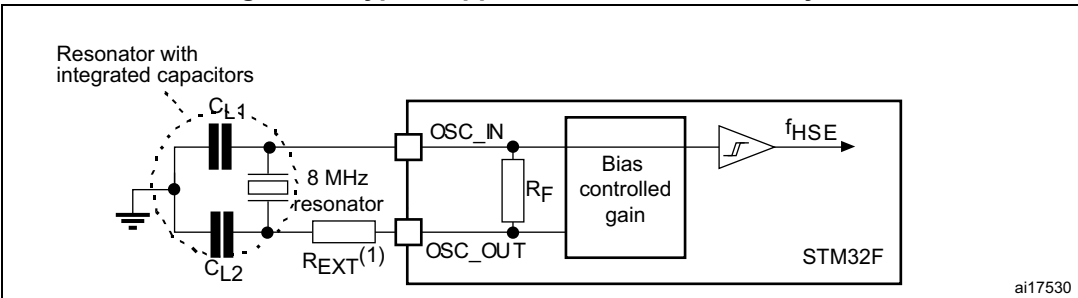 Resonator with
integrated capacitors
CL1
OSC_IN
fHSE
8 MHz
resonator
RF
Bias
controlled
gain
REXT(1)
OSC_OUT
CL2
STM32F
ai17530